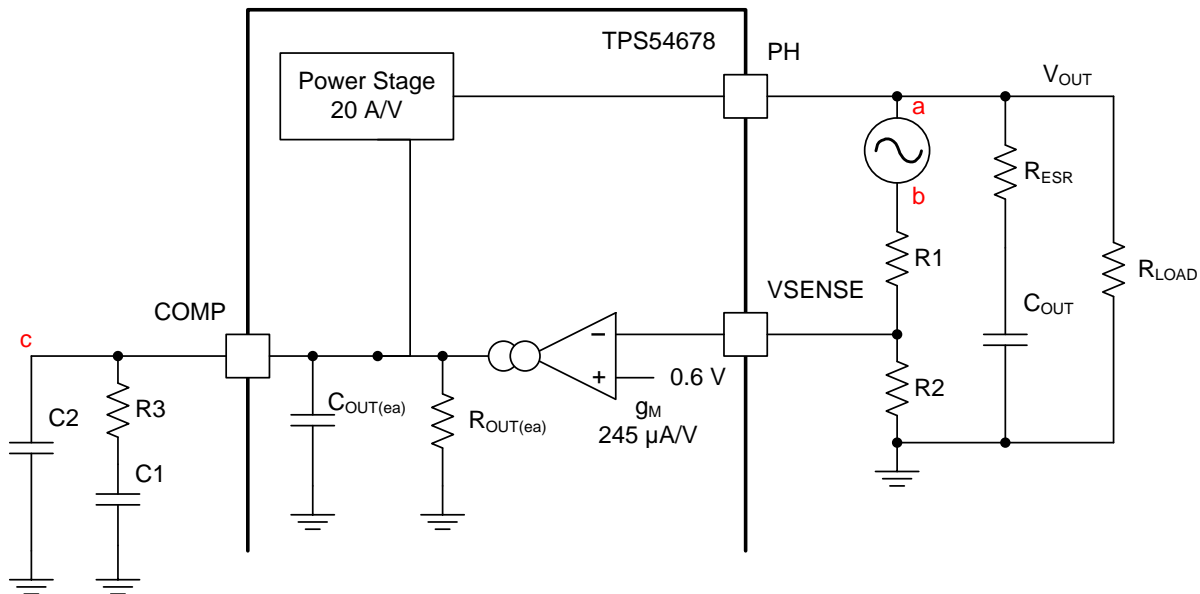 TPS54678
PH
Power Stage
20 A/V
VOUT
a
b
RESR
R1
RLOAD
VSENSE
COUT
COMP
c
0.6 V
R2
R3
C2
COUT(ea)
ROUT(ea)
gM
245 µA/V
C1